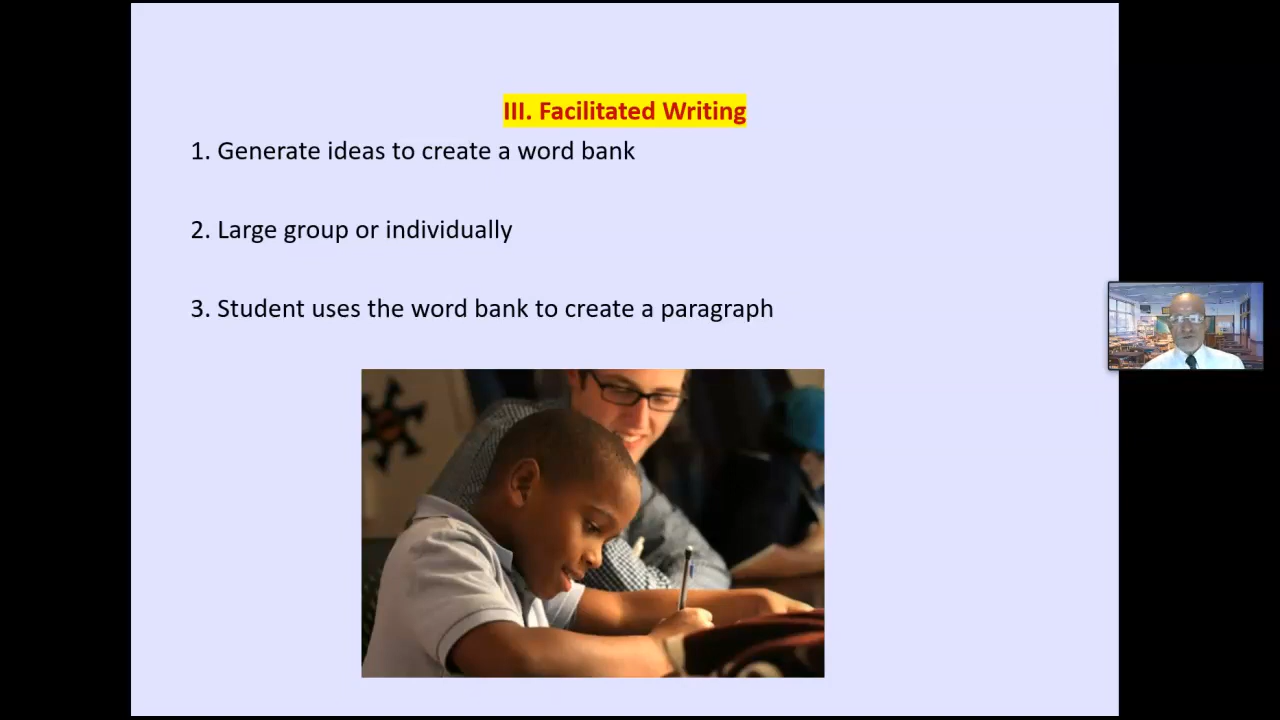 III. Facilitated Writing
1. Generate ideas to create a word bank
2. Large group or individually
3. Student uses the word bank to create a paragraph